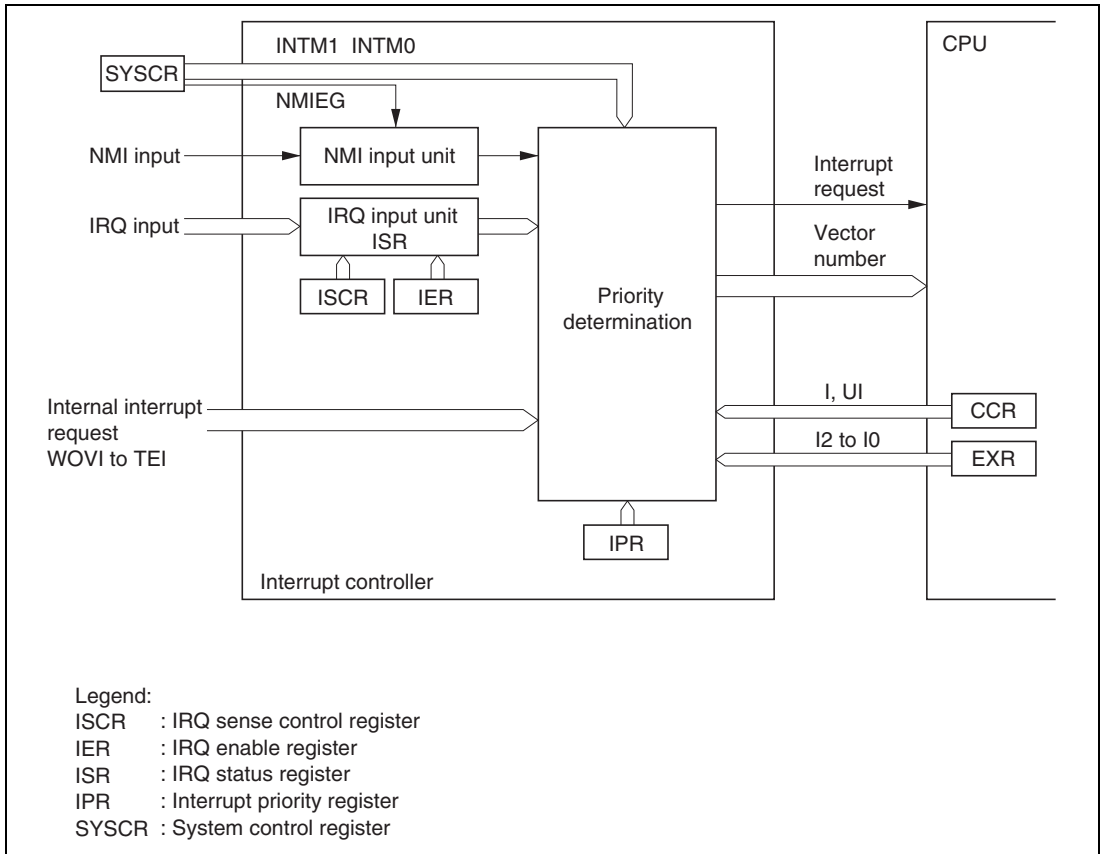 INTM1 INTM0
CPU
SYSCR
NMIEG
NMI input
NMI input unit
Interrupt
request
IRQ input
IRQ input unit
ISR
Vector
number
ISCR
IER
Priority
determination
I, UI
CCR
Internal interrupt
request
WOVI to TEI
I2 to I0
EXR
IPR
Interrupt controller
Legend:
ISCR : IRQ sense control register
IER : IRQ enable register
ISR : IRQ status register
IPR : Interrupt priority register
SYSCR : System control register